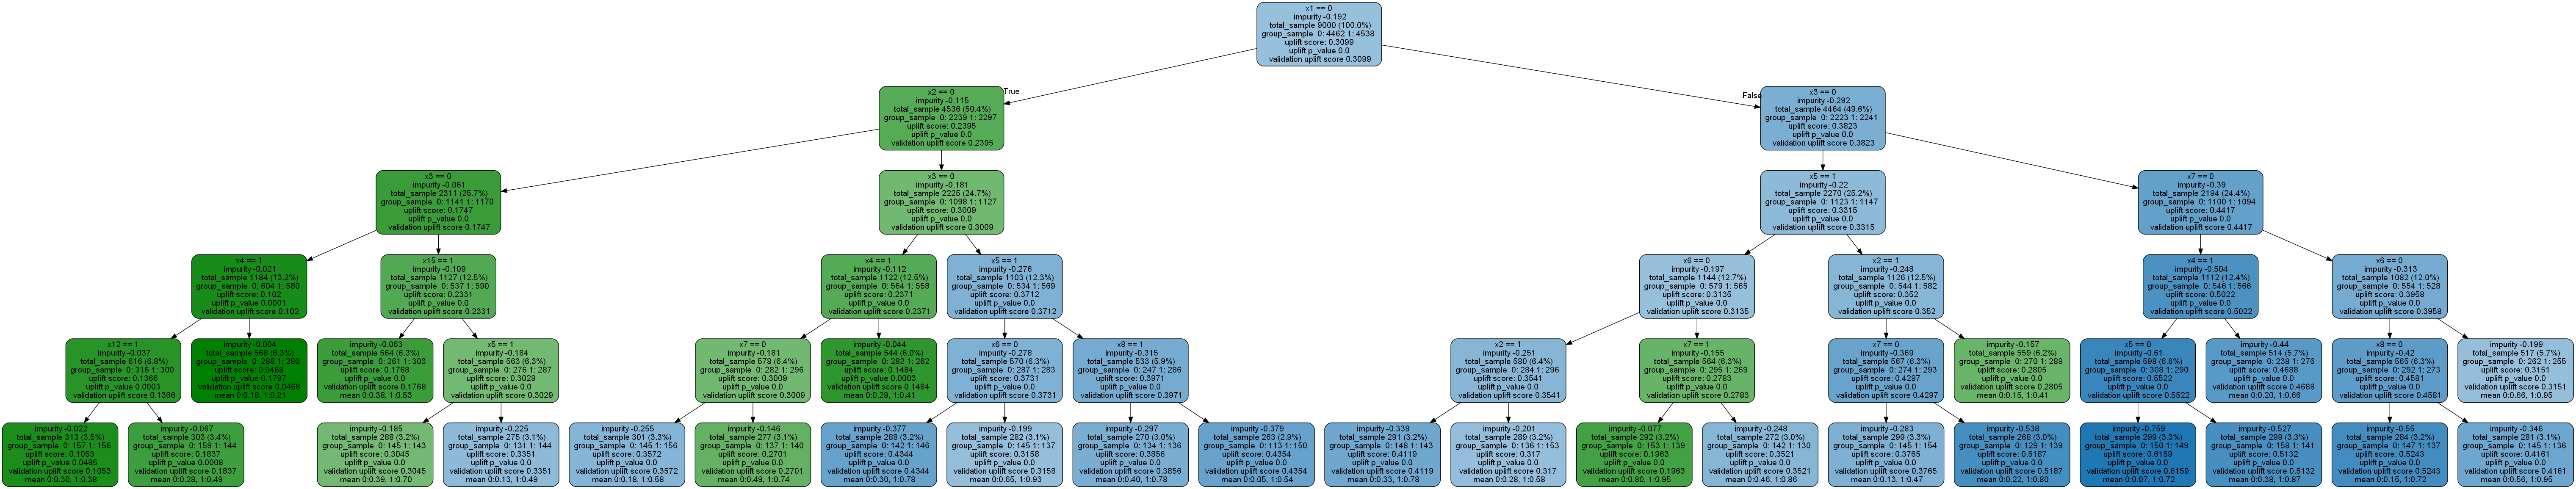 x1 == 0
impurity -0.192
total_sample 9000 (100.0%)
group_sample 0: 4462 1: 4538
uplift score: 0.3099
uplift p_value 0.0
validation uplift score 0.3099
True
False
x2 == 0
impurity -0.115
total_sample 4536 (50.4%)
group_sample 0: 2239 1: 2297
uplift score: 0.2395
uplift p_value 0.0
validation uplift score 0.2395
x3 == 0
impurity -0.292
total_sample 4464 (49.6%)
group_sample 0: 2223 1: 2241
uplift score: 0.3823
uplift p_value 0.0
validation uplift score 0.3823
x3 == 0
impurity -0.061
total_sample 2311 (25.7%)
group_sample 0: 1141 1: 1170
uplift score: 0.1747
uplift p_value 0.0
validation uplift score 0.1747
x3 == 0
impurity -0.181
total_sample 2225 (24.7%)
group_sample 0: 1098 1: 1127
uplift score: 0.3009
uplift p_value 0.0
validation uplift score 0.3009
x5 == 1
impurity -0.22
total_sample 2270 (25.2%)
group_sample 0: 1123 1: 1147
uplift score: 0.3315
uplift p_value 0.0
validation uplift score 0.3315
x7 == 0
impurity -0.39
total_sample 2194 (24.4%)
group_sample 0: 1100 1: 1094
uplift score: 0.4417
uplift p_value 0.0
validation uplift score 0.4417
x4 == 1
impurity -0.021
total_sample 1184 (13.2%)
group_sample 0: 604 1: 580
uplift score: 0.102
uplift p_value 0.0001
validation uplift score 0.102
x15 == 1
impurity -0.109
total_sample 1127 (12.5%)
group_sample 0: 537 1: 590
uplift score: 0.2331
uplift p_value 0.0
validation uplift score 0.2331
x4 == 1
impurity -0.112
total_sample 1122 (12.5%)
group_sample 0: 564 1: 558
uplift score: 0.2371
uplift p_value 0.0
validation uplift score 0.2371
x5 == 1
impurity -0.276
total_sample 1103 (12.3%)
group_sample 0: 534 1: 569
uplift score: 0.3712
uplift p_value 0.0
validation uplift score 0.3712
x6 == 0
impurity -0.197
total_sample 1144 (12.7%)
group_sample 0: 579 1: 565
uplift score: 0.3135
uplift p_value 0.0
validation uplift score 0.3135
x2 == 1
impurity -0.248
total_sample 1126 (12.5%)
group_sample 0: 544 1: 582
uplift score: 0.352
uplift p_value 0.0
validation uplift score 0.352
x4 == 1
impurity -0.504
total_sample 1112 (12.4%)
group_sample 0: 546 1: 566
uplift score: 0.5022
uplift p_value 0.0
validation uplift score 0.5022
x6 == 0
impurity -0.313
total_sample 1082 (12.0%)
group_sample 0: 554 1: 528
uplift score: 0.3958
uplift p_value 0.0
validation uplift score 0.3958
x12 == 1
impurity -0.037
total_sample 616 (6.8%)
group_sample 0: 316 1: 300
uplift score: 0.1366
uplift p_value 0.0003
validation uplift score 0.1366
impurity -0.004
total_sample 568 (6.3%)
group_sample 0: 288 1: 280
uplift score: 0.0468
uplift p_value 0.1797
validation uplift score 0.0468
mean 0:0.18, 1:0.21
impurity -0.063
total_sample 564 (6.3%)
group_sample 0: 261 1: 303
uplift score: 0.1768
uplift p_value 0.0
validation uplift score 0.1768
mean 0:0.38, 1:0.53
x5 == 1
impurity -0.184
total_sample 563 (6.3%)
group_sample 0: 276 1: 287
uplift score: 0.3029
uplift p_value 0.0
validation uplift score 0.3029
x7 == 0
impurity -0.181
total_sample 578 (6.4%)
group_sample 0: 282 1: 296
uplift score: 0.3009
uplift p_value 0.0
validation uplift score 0.3009
impurity -0.044
total_sample 544 (6.0%)
group_sample 0: 282 1: 262
uplift score: 0.1484
uplift p_value 0.0003
validation uplift score 0.1484
mean 0:0.29, 1:0.41
x6 == 0
impurity -0.278
total_sample 570 (6.3%)
group_sample 0: 287 1: 283
uplift score: 0.3731
uplift p_value 0.0
validation uplift score 0.3731
x8 == 1
impurity -0.315
total_sample 533 (5.9%)
group_sample 0: 247 1: 286
uplift score: 0.3971
uplift p_value 0.0
validation uplift score 0.3971
x2 == 1
impurity -0.251
total_sample 580 (6.4%)
group_sample 0: 284 1: 296
uplift score: 0.3541
uplift p_value 0.0
validation uplift score 0.3541
x7 == 1
impurity -0.155
total_sample 564 (6.3%)
group_sample 0: 295 1: 269
uplift score: 0.2783
uplift p_value 0.0
validation uplift score 0.2783
x7 == 0
impurity -0.369
total_sample 567 (6.3%)
group_sample 0: 274 1: 293
uplift score: 0.4297
uplift p_value 0.0
validation uplift score 0.4297
impurity -0.157
total_sample 559 (6.2%)
group_sample 0: 270 1: 289
uplift score: 0.2805
uplift p_value 0.0
validation uplift score 0.2805
mean 0:0.15, 1:0.41
x5 == 0
impurity -0.61
total_sample 598 (6.6%)
group_sample 0: 308 1: 290
uplift score: 0.5522
uplift p_value 0.0
validation uplift score 0.5522
impurity -0.44
total_sample 514 (5.7%)
group_sample 0: 238 1: 276
uplift score: 0.4688
uplift p_value 0.0
validation uplift score 0.4688
mean 0:0.20, 1:0.66
x8 == 0
impurity -0.42
total_sample 565 (6.3%)
group_sample 0: 292 1: 273
uplift score: 0.4581
uplift p_value 0.0
validation uplift score 0.4581
impurity -0.199
total_sample 517 (5.7%)
group_sample 0: 262 1: 255
uplift score: 0.3151
uplift p_value 0.0
validation uplift score 0.3151
mean 0:0.66, 1:0.95
impurity -0.022
total_sample 313 (3.5%)
group_sample 0: 157 1: 156
uplift score: 0.1053
uplift p_value 0.0485
validation uplift score 0.1053
mean 0:0.30, 1:0.38
impurity -0.067
total_sample 303 (3.4%)
group_sample 0: 159 1: 144
uplift score: 0.1837
uplift p_value 0.0008
validation uplift score 0.1837
mean 0:0.28, 1:0.49
impurity -0.185
total_sample 288 (3.2%)
group_sample 0: 145 1: 143
uplift score: 0.3045
uplift p_value 0.0
validation uplift score 0.3045
mean 0:0.39, 1:0.70
impurity -0.225
total_sample 275 (3.1%)
group_sample 0: 131 1: 144
uplift score: 0.3351
uplift p_value 0.0
validation uplift score 0.3351
mean 0:0.13, 1:0.49
impurity -0.255
total_sample 301 (3.3%)
group_sample 0: 145 1: 156
uplift score: 0.3572
uplift p_value 0.0
validation uplift score 0.3572
mean 0:0.18, 1:0.58
impurity -0.146
total_sample 277 (3.1%)
group_sample 0: 137 1: 140
uplift score: 0.2701
uplift p_value 0.0
validation uplift score 0.2701
mean 0:0.49, 1:0.74
impurity -0.377
total_sample 288 (3.2%)
group_sample 0: 142 1: 146
uplift score: 0.4344
uplift p_value 0.0
validation uplift score 0.4344
mean 0:0.30, 1:0.78
impurity -0.199
total_sample 282 (3.1%)
group_sample 0: 145 1: 137
uplift score: 0.3158
uplift p_value 0.0
validation uplift score 0.3158
mean 0:0.65, 1:0.93
impurity -0.297
total_sample 270 (3.0%)
group_sample 0: 134 1: 136
uplift score: 0.3856
uplift p_value 0.0
validation uplift score 0.3856
mean 0:0.40, 1:0.78
impurity -0.379
total_sample 263 (2.9%)
group_sample 0: 113 1: 150
uplift score: 0.4354
uplift p_value 0.0
validation uplift score 0.4354
mean 0:0.05, 1:0.54
impurity -0.339
total_sample 291 (3.2%)
group_sample 0: 148 1: 143
uplift score: 0.4119
uplift p_value 0.0
validation uplift score 0.4119
mean 0:0.33, 1:0.78
impurity -0.201
total_sample 289 (3.2%)
group_sample 0: 136 1: 153
uplift score: 0.317
uplift p_value 0.0
validation uplift score 0.317
mean 0:0.28, 1:0.58
impurity -0.077
total_sample 292 (3.2%)
group_sample 0: 153 1: 139
uplift score: 0.1963
uplift p_value 0.0
validation uplift score 0.1963
mean 0:0.80, 1:0.95
impurity -0.248
total_sample 272 (3.0%)
group_sample 0: 142 1: 130
uplift score: 0.3521
uplift p_value 0.0
validation uplift score 0.3521
mean 0:0.46, 1:0.86
impurity -0.283
total_sample 299 (3.3%)
group_sample 0: 145 1: 154
uplift score: 0.3765
uplift p_value 0.0
validation uplift score 0.3765
mean 0:0.13, 1:0.47
impurity -0.538
total_sample 268 (3.0%)
group_sample 0: 129 1: 139
uplift score: 0.5187
uplift p_value 0.0
validation uplift score 0.5187
mean 0:0.22, 1:0.80
impurity -0.759
total_sample 299 (3.3%)
group_sample 0: 150 1: 149
uplift score: 0.6159
uplift p_value 0.0
validation uplift score 0.6159
mean 0:0.07, 1:0.72
impurity -0.527
total_sample 299 (3.3%)
group_sample 0: 158 1: 141
uplift score: 0.5132
uplift p_value 0.0
validation uplift score 0.5132
mean 0:0.38, 1:0.87
impurity -0.55
total_sample 284 (3.2%)
group_sample 0: 147 1: 137
uplift score: 0.5243
uplift p_value 0.0
validation uplift score 0.5243
mean 0:0.15, 1:0.72
impurity -0.346
total_sample 281 (3.1%)
group_sample 0: 145 1: 136
uplift score: 0.4161
uplift p_value 0.0
validation uplift score 0.4161
mean 0:0.56, 1:0.95